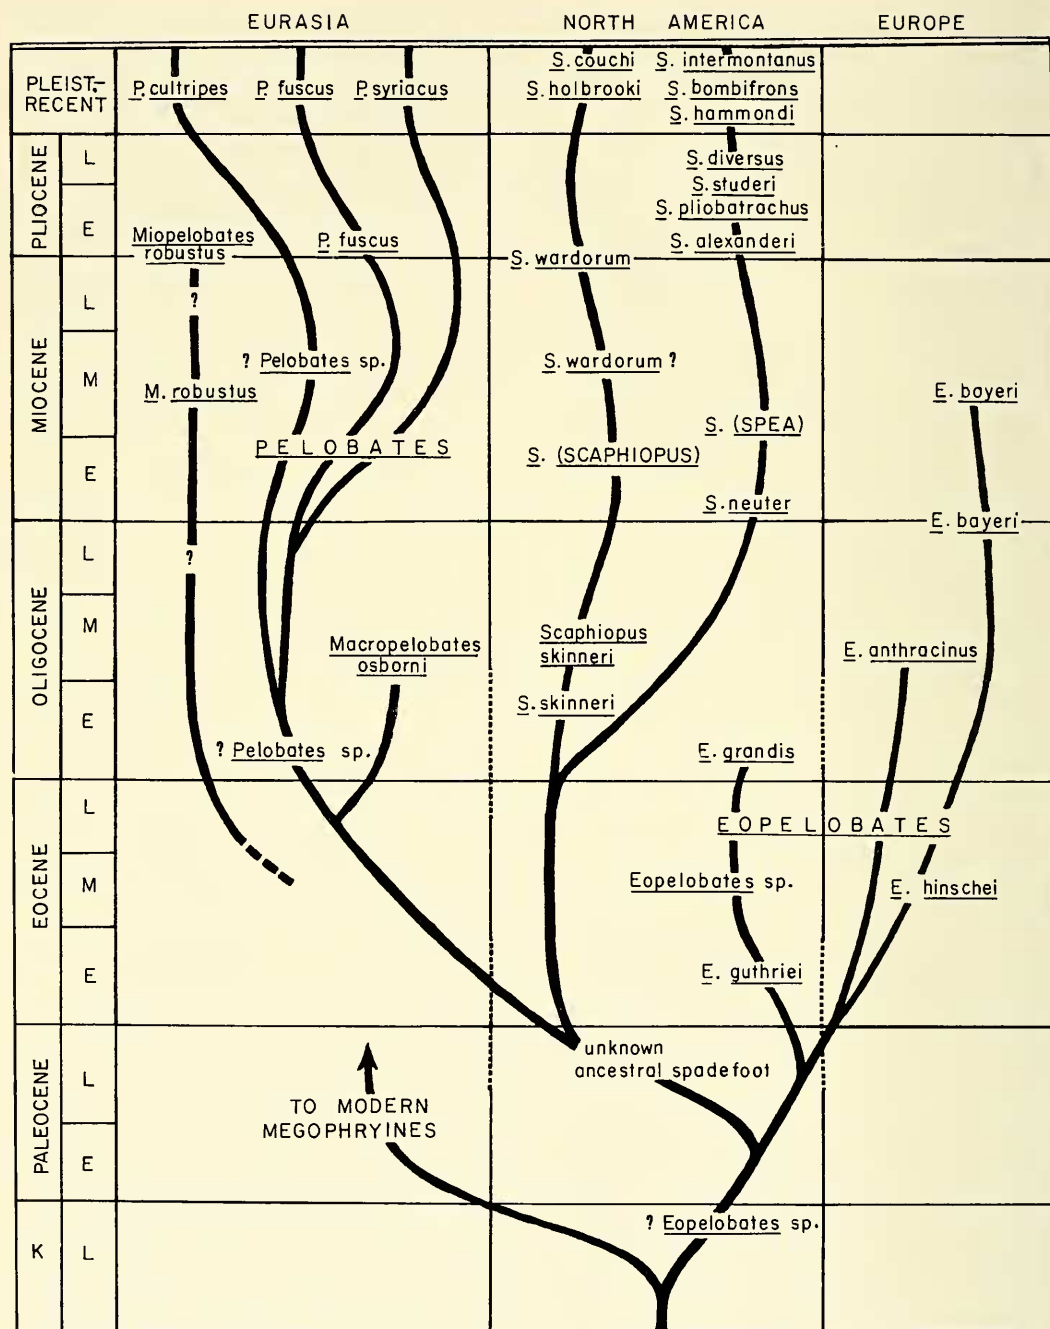 EURASIA
NORTH AMERICA
EUROPE
PLEIST.-
RECENT
P. cultripes
P. fuscus
P. syriacus
S. couchi
S. holbrooki
S. intermontanus
S. bombifrons
S. hammondi
PLIOCENE
L
E
S. diversus
S. studeri
S. pliobatrachus
S. alexanderi
Miopelobates
robustus
P. fuscus
S. wardorum
MIOCENE
L
M
E
?
? Pelobates sp.
M. robustus
S. wardorum ?
E. bayeri
S. (SPEA)
PELOBATES
S. (SCAPHIOPUS)
S. neuter
E. bayeri
OLIGOCENE
L
M
E
?
Macropelobates
osborni
Scaphiopus
skinneri
E. anthracinus
S. skinneri
? Pelobates sp.
E. grandis
EOCENE
L
M
E
EOPELOBATES
Eopelobates sp.
E. hinschei
E. guthriei
PALEOCENE
L
E
unknown
ancestral spadefoot
TO MODERN
MEGOPHRYINES
K
L
? Eopelobates sp.